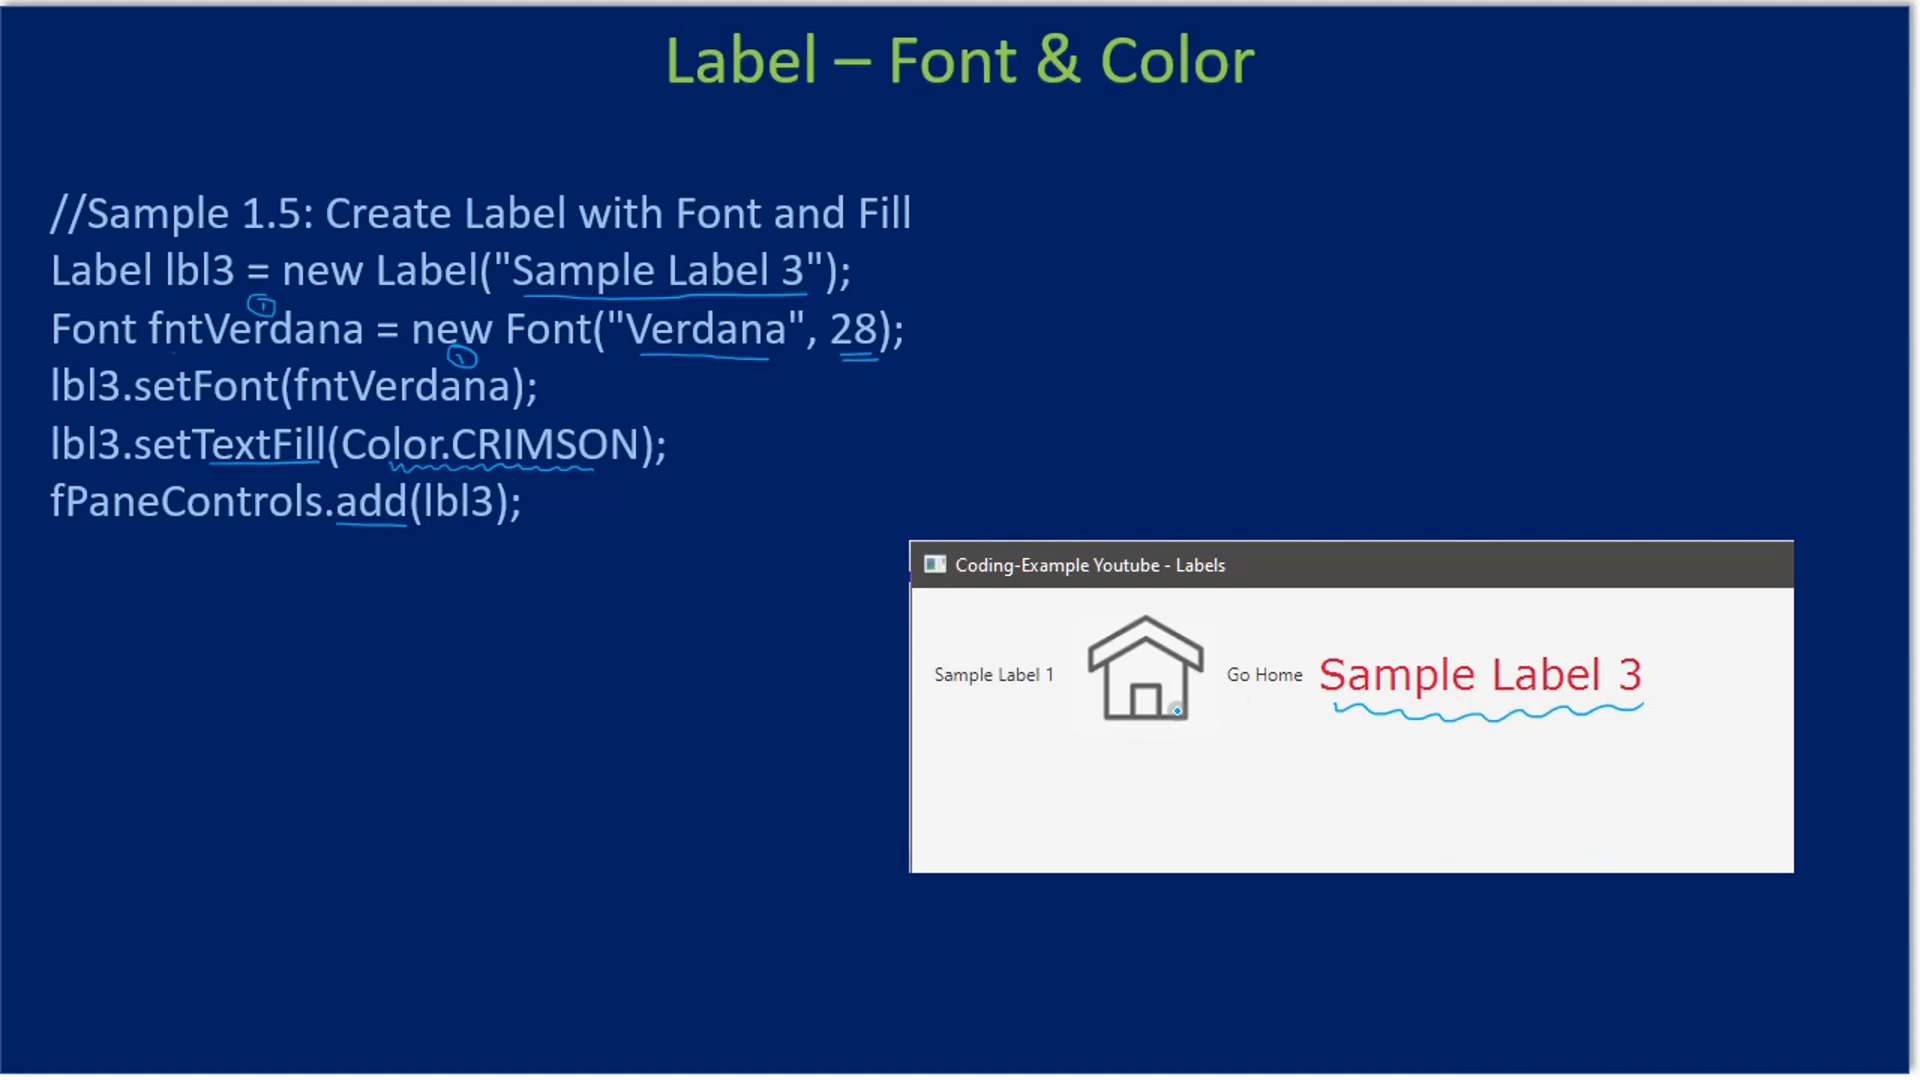 Label – Font & Color
//Sample 1.5: Create Label with Font and Fill
Label lbl3 = new Label("Sample Label 3");
Font fntVerdana = new Font("Verdana", 28);
lbl3.setFont(fntVerdana);
lbl3.setTextFill(Color.CRIMSON);
fPaneControls.add(lbl3);
Coding-Example Youtube - Labels
Sample Label 1 Go Home Sample Label 3